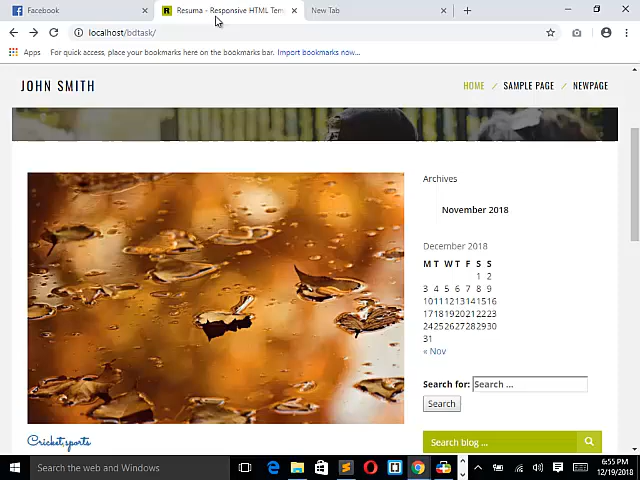 Facebook
Resuma - Responsive HTML Tem
New Tab
localhost/bdtask/
Apps
For quick access, place your bookmarks here on the bookmarks bar. Import bookmarks now...
JOHN SMITH
HOME / SAMPLE PAGE / NEWPAGE
Archives
November 2018
December 2018
M T W T F S S
1 2
3 4 5 6 7 8 9
10 11 12 13 14 15 16
17 18 19 20 21 22 23
24 25 26 27 28 29 30
31
« Nov
Search for: Search ...
Search
Cricket,sports
Search blog ...
Search the web and Windows
6:55 PM
12/19/2018